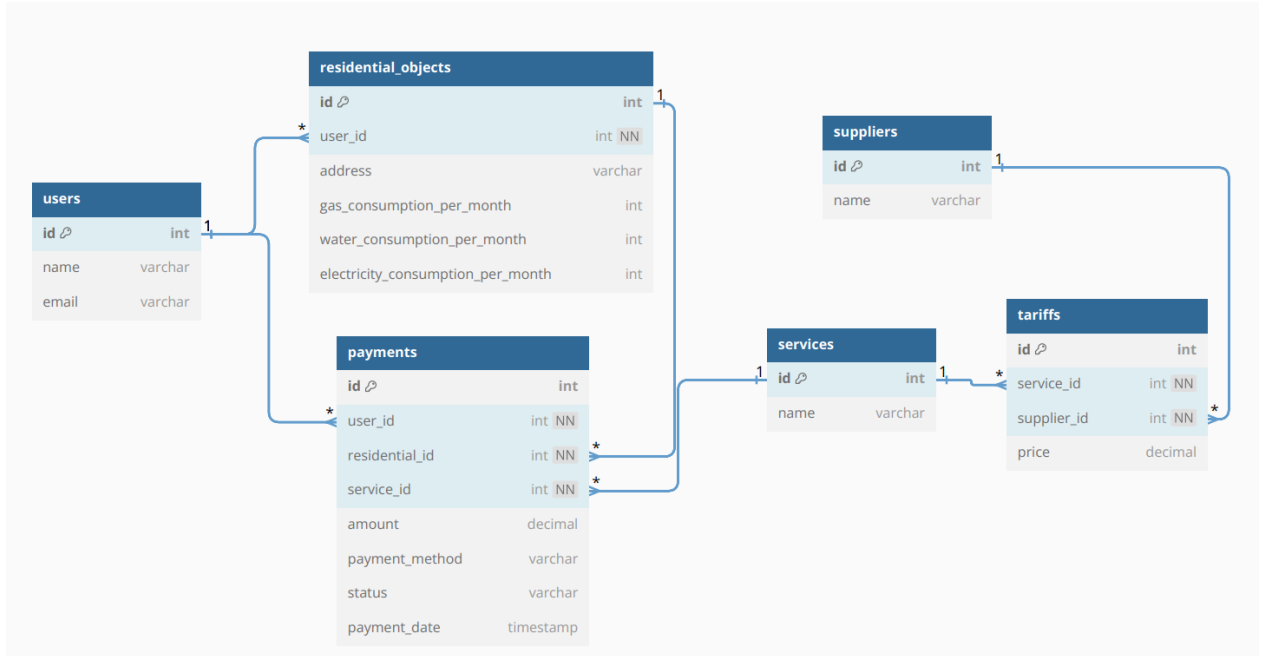 residential_objects
id int
user_id int NN
address varchar
gas_consumption_per_month int
water_consumption_per_month int
electricity_consumption_per_month int
1
*
suppliers
id int
name varchar
1
users
id int
name varchar
email varchar
1
payments
id int
user_id int NN
residential_id int NN
service_id int NN
amount decimal
payment_method varchar
status varchar
payment_date timestamp
*
*
*
services
id int
name varchar
1
1
tariffs
id int
service_id int NN
supplier_id int NN
price decimal
*
*